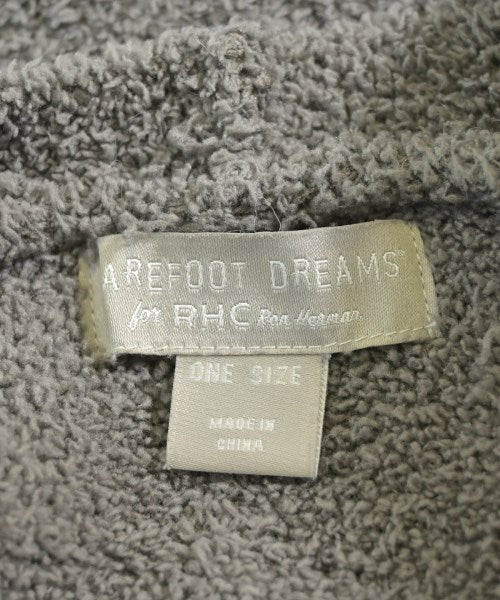 AREFOOT DREAMS
for RHC Ron Herman
ONE SIZE
MADE IN
CHINA